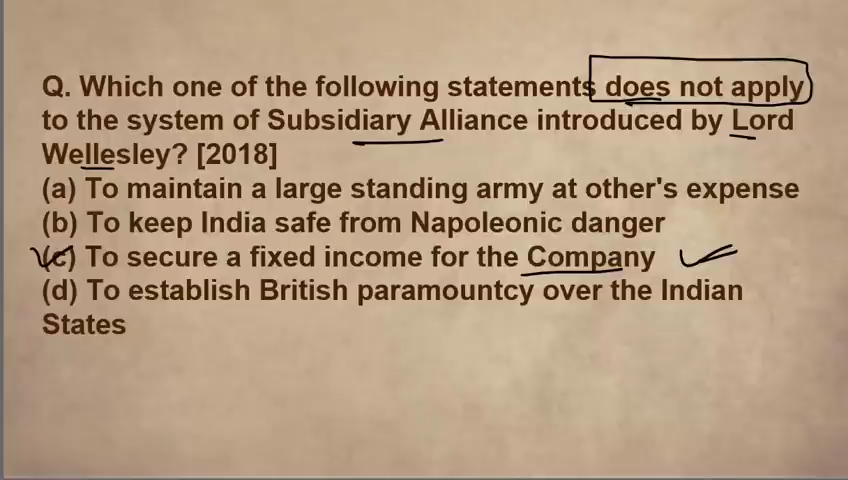 Q. Which one of the following statements does not apply
to the system of Subsidiary Alliance introduced by Lord
Wellesley? [2018]
(a) To maintain a large standing army at other's expense
(b) To keep India safe from Napoleonic danger
(c) To secure a fixed income for the Company
(d) To establish British paramountcy over the Indian
States